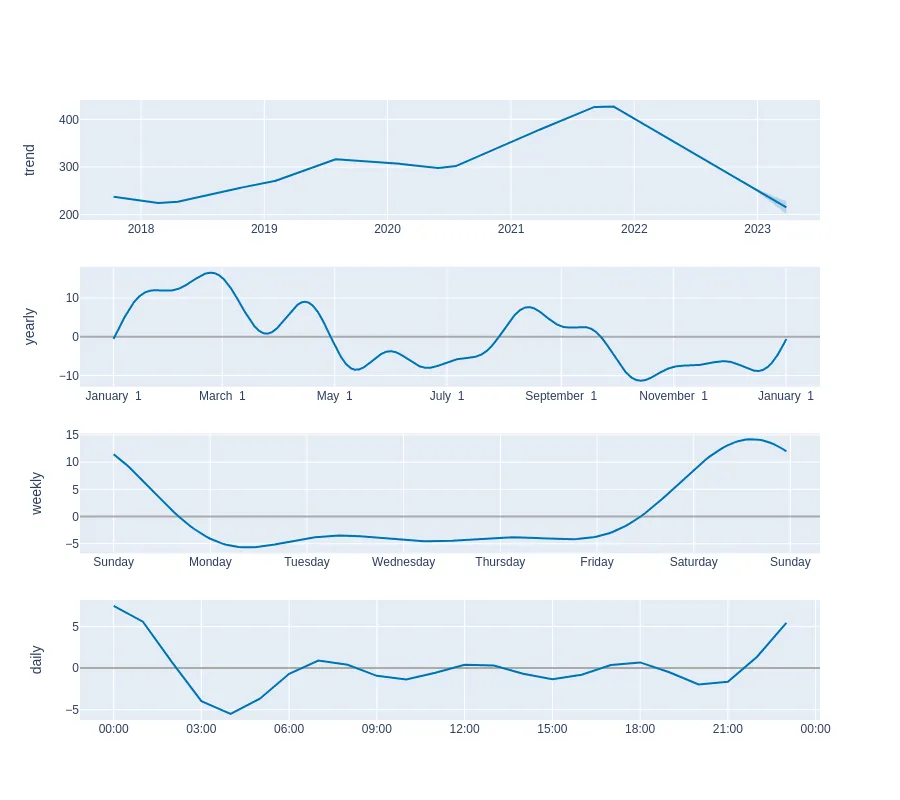 trend
400
300
200
2018 2019 2020 2021 2022 2023
yearly
10
0
−10
January 1 March 1 May 1 July 1 September 1 November 1 January 1
weekly
15
10
5
0
−5
Sunday Monday Tuesday Wednesday Thursday Friday Saturday Sunday
daily
5
0
−5
00:00 03:00 06:00 09:00 12:00 15:00 18:00 21:00 00:00